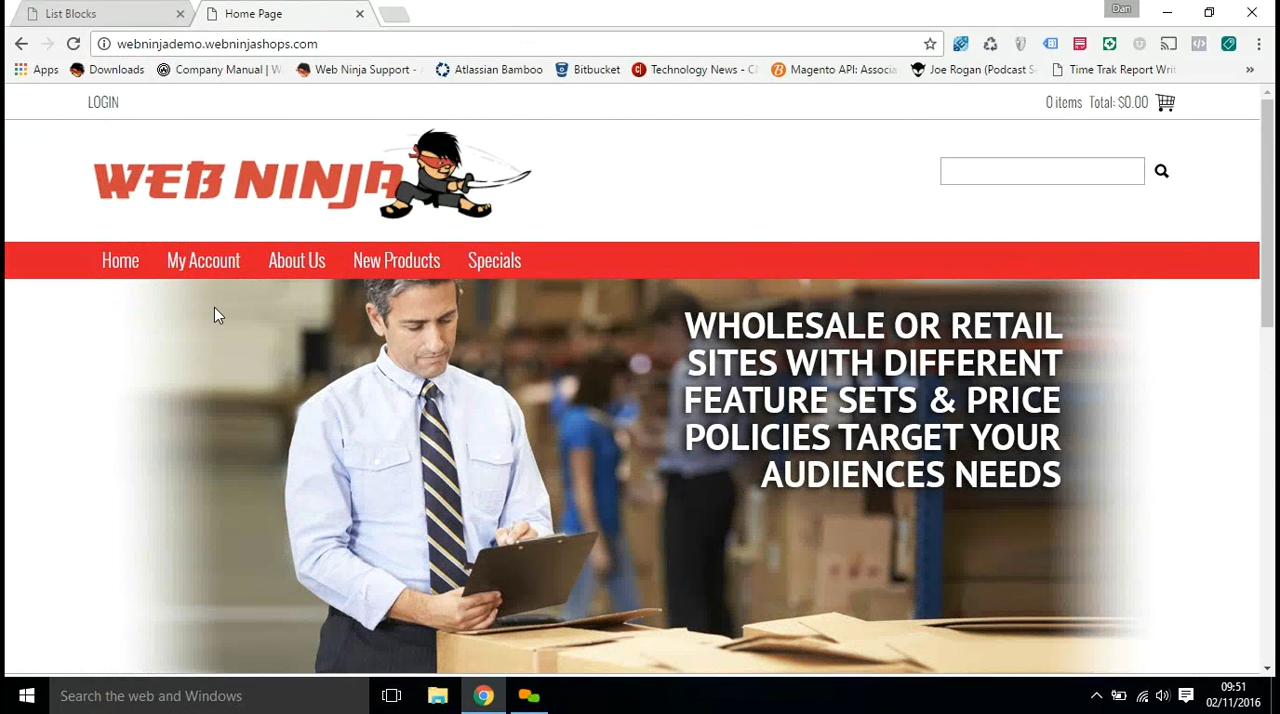 List Blocks
Home Page
Dan
webninjademo.webninjashops.com
Apps
Downloads
Company Manual | W
Web Ninja Support -
Atlassian Bamboo
Bitbucket
Technology News - C
Magento API: Associa
Joe Rogan (Podcast S
Time Trak Report Writ
»
LOGIN
0 items Total: $0.00
WEB NINJA
Home My Account About Us New Products Specials
WHOLESALE OR RETAIL
SITES WITH DIFFERENT
FEATURE SETS & PRICE
POLICIES TARGET YOUR
AUDIENCES NEEDS
Search the web and Windows
09:51
02/11/2016